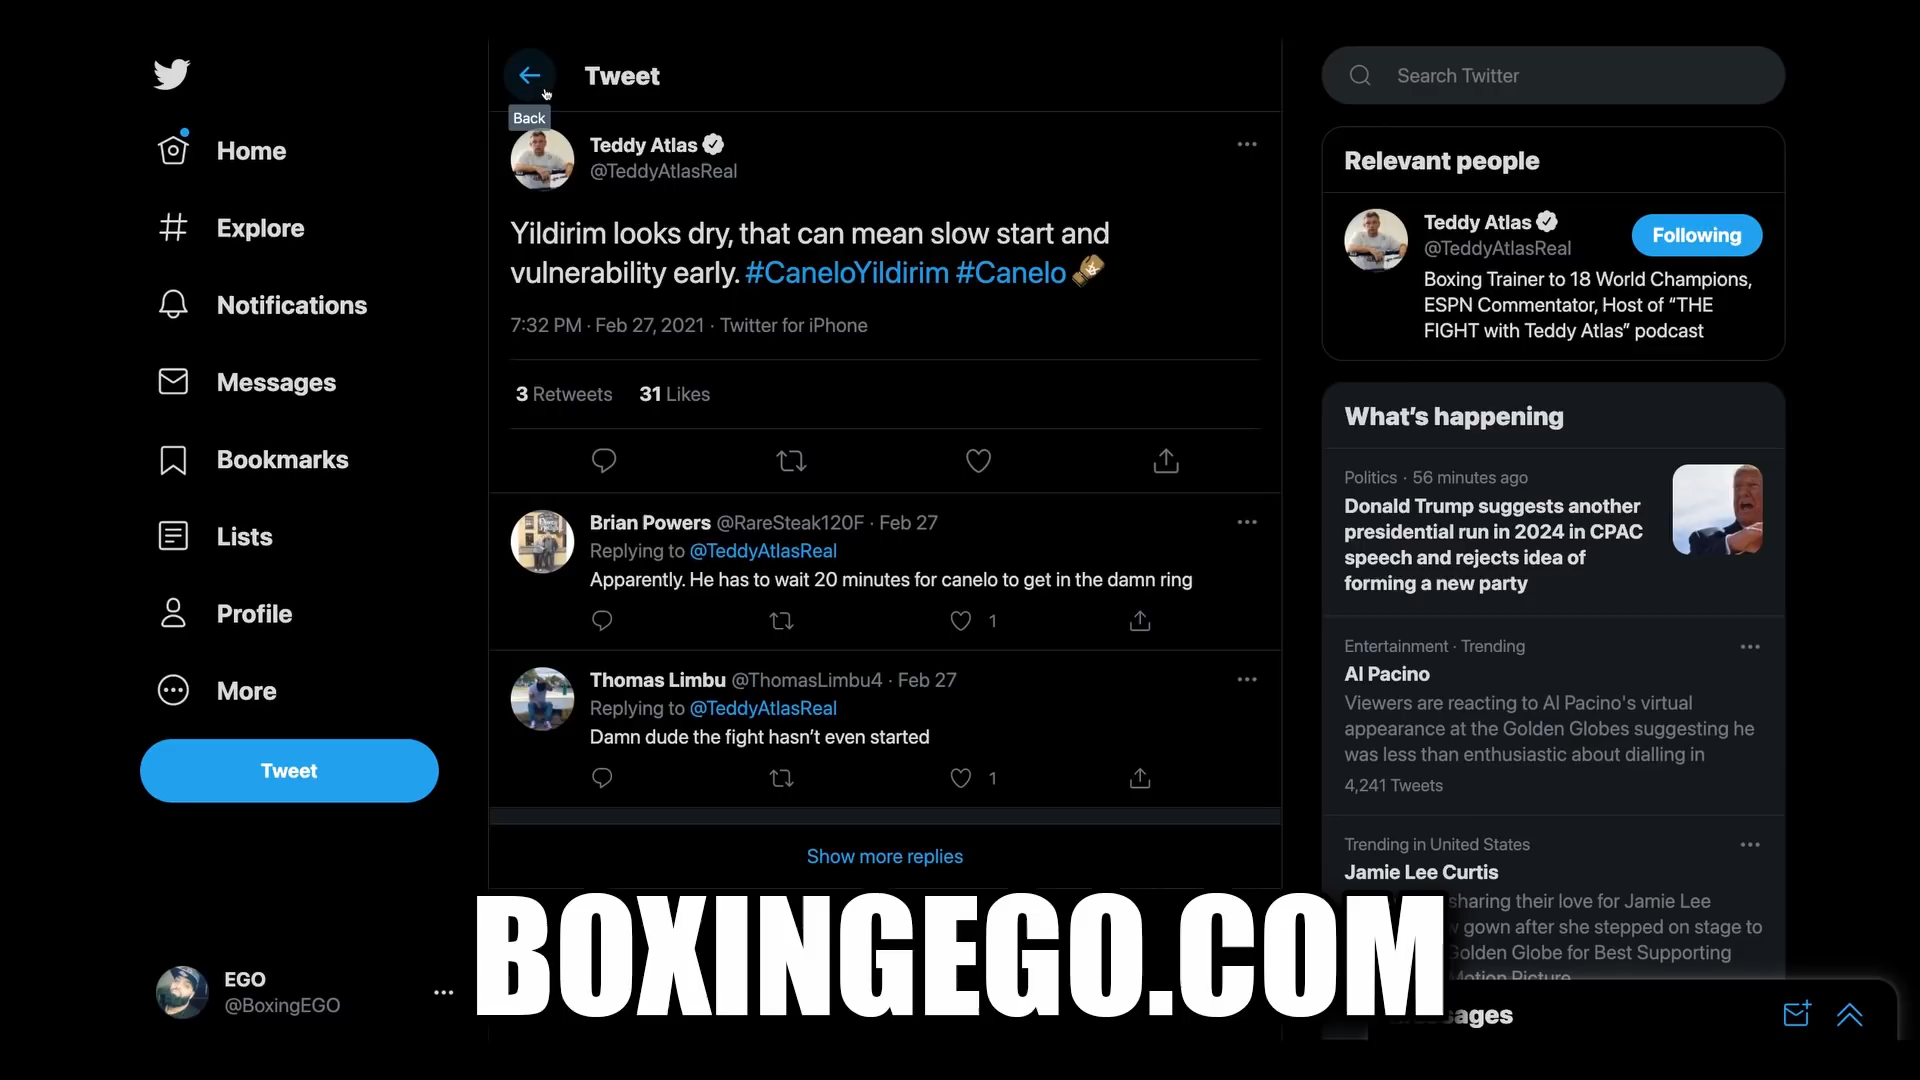 Home
Explore
Notifications
Messages
Bookmarks
Lists
Profile
More
Tweet
EGO
@BoxingEGO
Tweet
Back
Teddy Atlas
@TeddyAtlasReal
Yildirim looks dry, that can mean slow start and
vulnerability early. #CaneloYildirim #Canelo
7:32 PM · Feb 27, 2021 · Twitter for iPhone
3 Retweets 31 Likes
Brian Powers @RareSteak120F · Feb 27
Replying to @TeddyAtlasReal
Apparently. He has to wait 20 minutes for canelo to get in the damn ring
1
Thomas Limbu @ThomasLimbu4 · Feb 27
Replying to @TeddyAtlasReal
Damn dude the fight hasn't even started
1
Show more replies
BOXINGEGO.COM
Search Twitter
Relevant people
Teddy Atlas
@TeddyAtlasReal
Following
Boxing Trainer to 18 World Champions,
ESPN Commentator, Host of “THE
FIGHT with Teddy Atlas” podcast
What's happening
Politics · 56 minutes ago
Donald Trump suggests another
presidential run in 2024 in CPAC
speech and rejects idea of
forming a new party
Entertainment · Trending
Al Pacino
Viewers are reacting to Al Pacino's virtual
appearance at the Golden Globes suggesting he
was less than enthusiastic about dialling in
4,241 Tweets
Trending in United States
Jamie Lee Curtis
sharing their love for Jamie Lee
gown after she stepped on stage to
Golden Globe for Best Supporting
Motion Picture